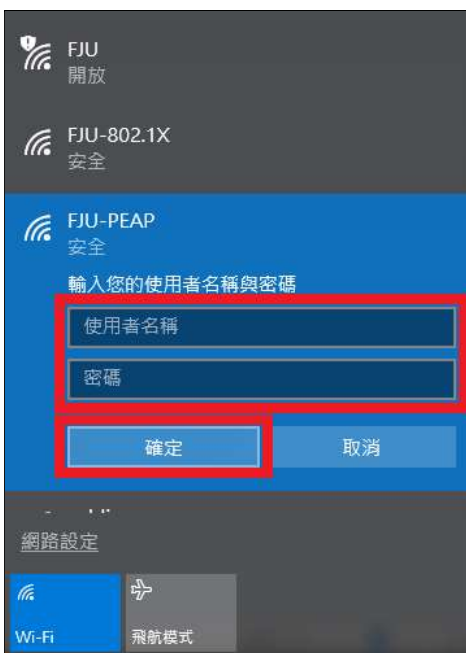 FJU
開放
FJU-802.1X
安全
FJU-PEAP
安全
輸入您的使用者名稱與密碼
使用者名稱
密碼
確定
取消
網路設定
Wi-Fi
飛航模式